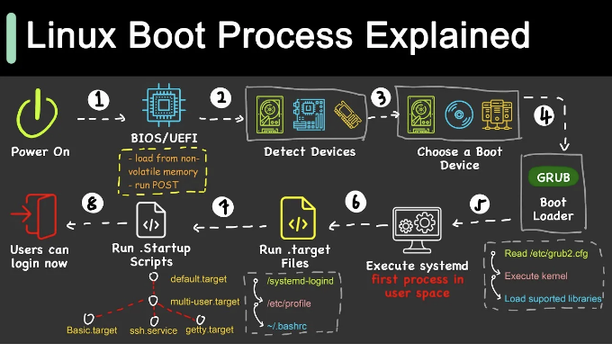 Linux Boot Process Explained
1
2
3
4
Power On
BIOS/UEFI
- load from non-
volatile memory
- run POST
Detect Devices
Choose a Boot
Device
GRUB
Boot
Loader
5
Read /etc/grub2.cfg
Execute kernel
Load suported libraries
6
Execute systemd
first process in
user space
7
Run .target
Files
/systemd-logind
/etc/profile
~/.bashrc
8
Run .Startup
Scripts
default.target
multi-user.target
Basic.target
ssh.service
getty.target
Users can
login now